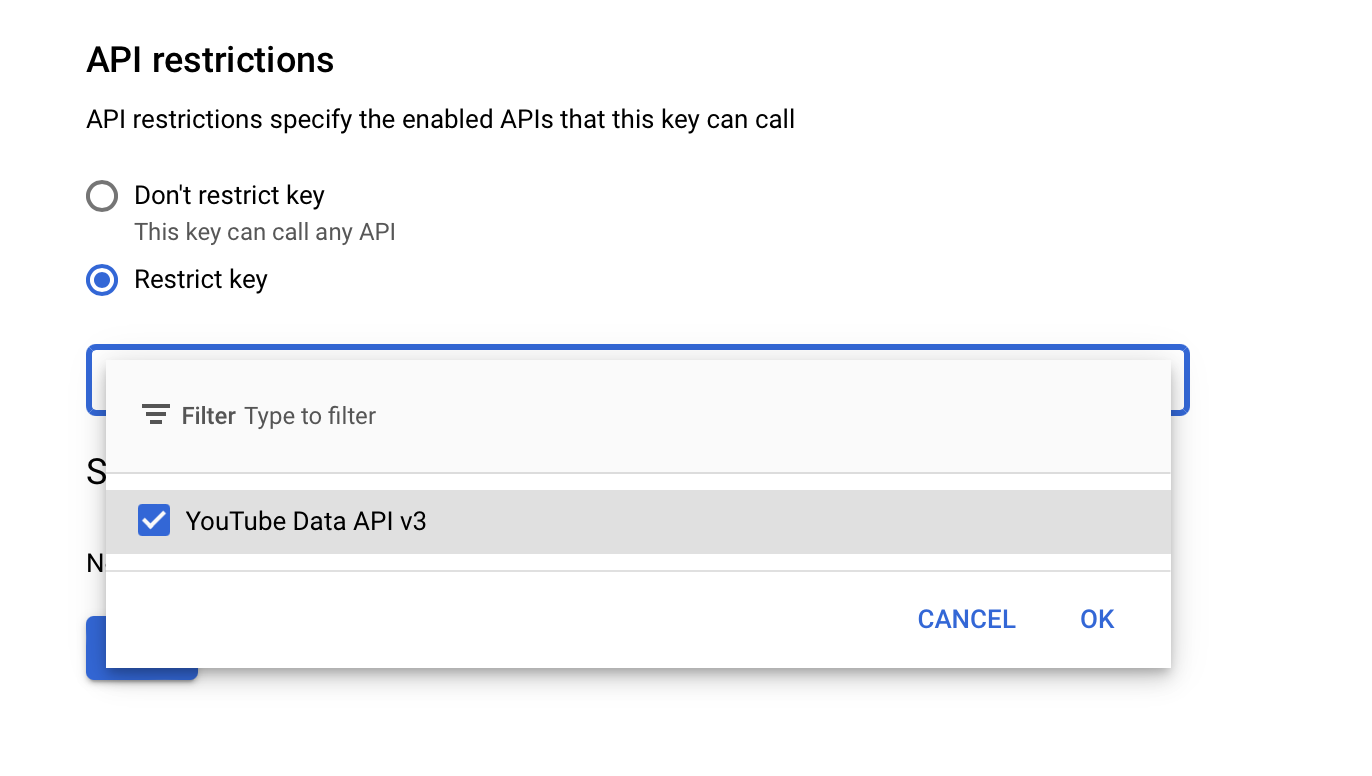 API restrictions
API restrictions specify the enabled APIs that this key can call
Don't restrict key
This key can call any API
Restrict key
Filter Type to filter
YouTube Data API v3
CANCEL OK